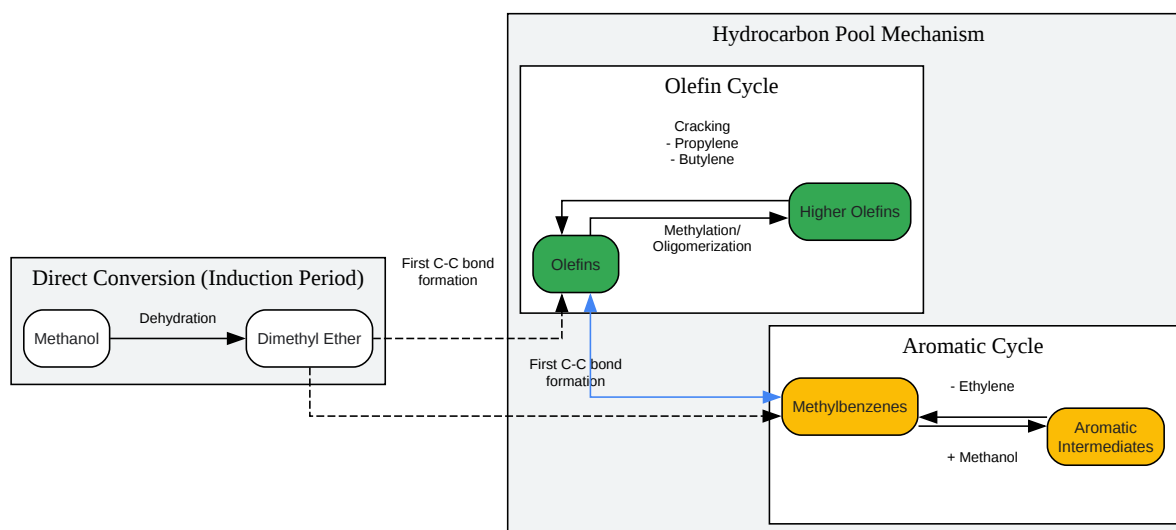 Hydrocarbon Pool Mechanism
Olefin Cycle
Cracking
- Propylene
- Butylene
Higher Olefins
Methylation/
Oligomerization
Olefins
First C-C bond
formation
Direct Conversion (Induction Period)
Methanol
Dehydration
Dimethyl Ether
First C-C bond
formation
Aromatic Cycle
Methylbenzenes
- Ethylene
+ Methanol
Aromatic
Intermediates